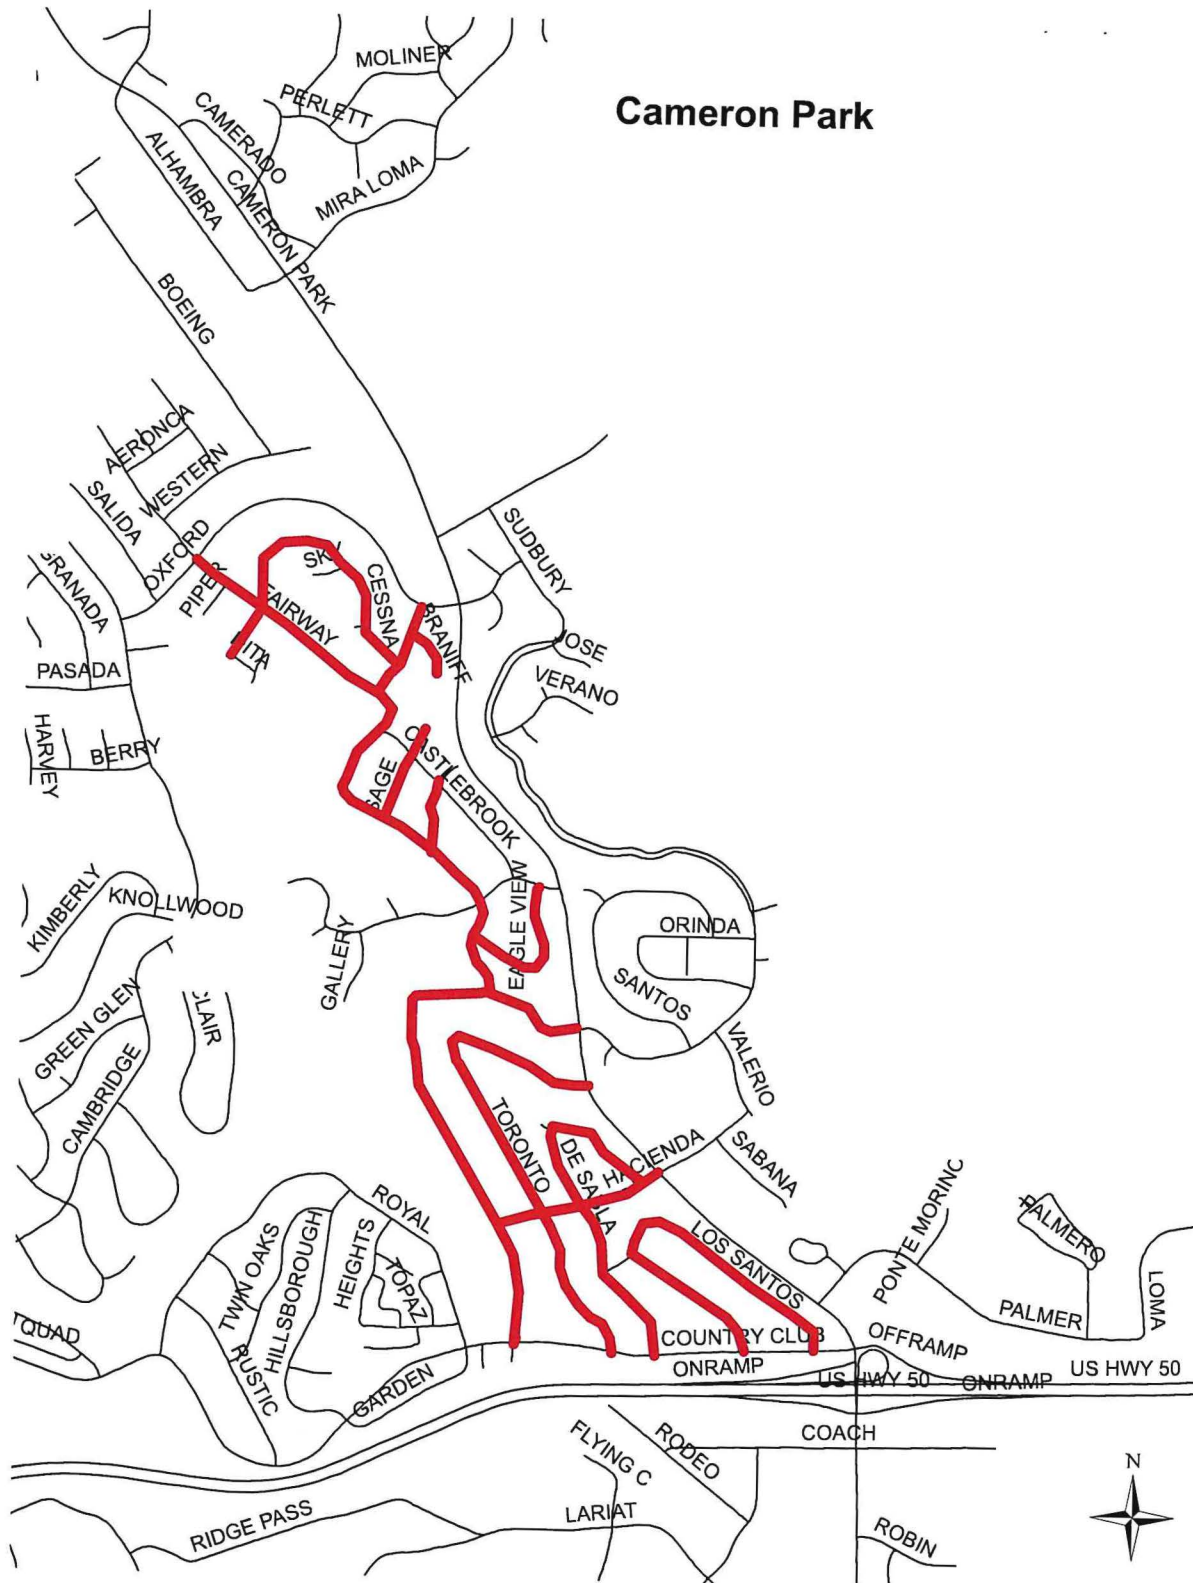 MOLINER
PERLETT
Cameron Park
CAMERADO
ALHAMBRA
CAMERON PARK
MIRA LOMA
BOEING
AERONCA
WESTERN
SALIDA
OXFORD
SUDBURY
GRANADA
PIPER
SKY
CESSNA
FAIRWAY
BRANIFF
JOSE
PASADA
VERANO
HARVEY
BERRY
SAGE
CASTLEBROOK
KIMBERLY
KNOLLWOOD
EAGLE VIEW
ORINDA
GALLERY
SANTOS
GREEN GLEN
CLAIR
VALERIO
CAMBRIDGE
TORONTO
DE SABLA
HACIENDA
SABANA
ROYAL
TWIN OAKS
HILLSBOROUGH
HEIGHTS
TOPAZ
LOS SANTOS
PONTE MORINO
PALMERO
LOMA
PALMER
QUAD
RUSTIC
GARDEN
COUNTRY CLUB
OFFRAMP
ONRAMP
US HWY 50
ONRAMP
US HWY 50
COACH
FLYING C
RODEO
LARIAT
RIDGE PASS
ROBIN
N